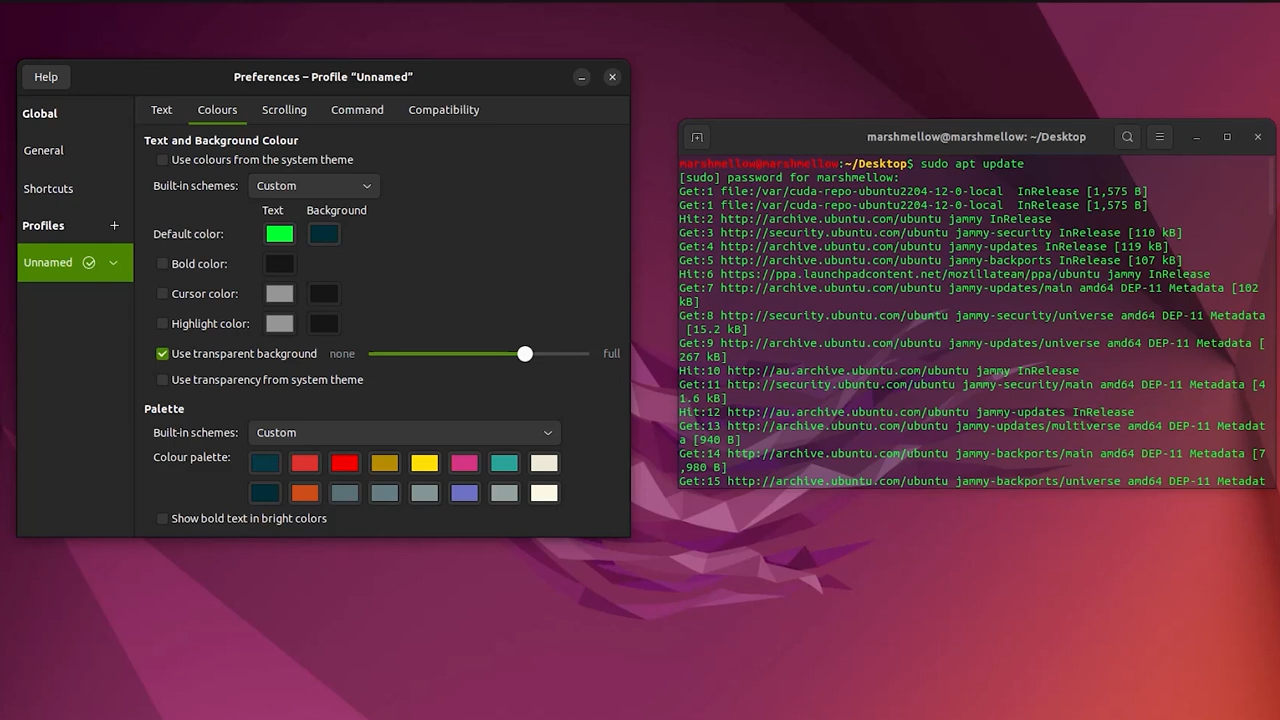 Help
Preferences – Profile “Unnamed”
Global
General
Shortcuts
Profiles
Unnamed
Text Colours Scrolling Command Compatibility
Text and Background Colour
Use colours from the system theme
Built-in schemes: Custom
Text Background
Default color:
Bold color:
Cursor color:
Highlight color:
Use transparent background none full
Use transparency from system theme
Palette
Built-in schemes: Custom
Colour palette:
Show bold text in bright colors
marshmellow@marshmellow: ~/Desktop
marshmellow@marshmellow:~/Desktop$ sudo apt update
[sudo] password for marshmellow:
Get:1 file:/var/cuda-repo-ubuntu2204-12-0-local  InRelease [1,575 B]
Get:1 file:/var/cuda-repo-ubuntu2204-12-0-local  InRelease [1,575 B]
Hit:2 http://archive.ubuntu.com/ubuntu jammy InRelease
Get:3 http://security.ubuntu.com/ubuntu jammy-security InRelease [110 kB]
Get:4 http://archive.ubuntu.com/ubuntu jammy-updates InRelease [119 kB]
Get:5 http://archive.ubuntu.com/ubuntu jammy-backports InRelease [107 kB]
Hit:6 https://ppa.launchpadcontent.net/mozillateam/ppa/ubuntu jammy InRelease
Get:7 http://archive.ubuntu.com/ubuntu jammy-updates/main amd64 DEP-11 Metadata [102
kB]
Get:8 http://security.ubuntu.com/ubuntu jammy-security/universe amd64 DEP-11 Metadata
[15.2 kB]
Get:9 http://archive.ubuntu.com/ubuntu jammy-updates/universe amd64 DEP-11 Metadata [
267 kB]
Hit:10 http://au.archive.ubuntu.com/ubuntu jammy InRelease
Get:11 http://security.ubuntu.com/ubuntu jammy-security/main amd64 DEP-11 Metadata [4
1.6 kB]
Hit:12 http://au.archive.ubuntu.com/ubuntu jammy-updates InRelease
Get:13 http://archive.ubuntu.com/ubuntu jammy-updates/multiverse amd64 DEP-11 Metadat
a [940 B]
Get:14 http://archive.ubuntu.com/ubuntu jammy-backports/main amd64 DEP-11 Metadata [7
,980 B]
Get:15 http://archive.ubuntu.com/ubuntu jammy-backports/universe amd64 DEP-11 Metadat